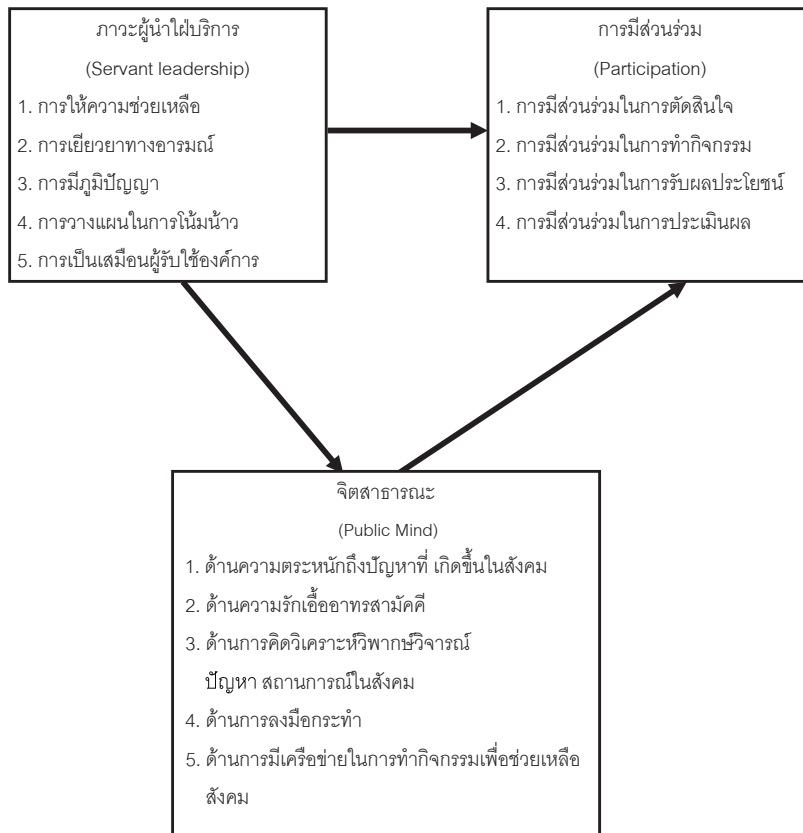 ภาวะผู้นำใฝ่บริการ
(Servant leadership)
1. การให้ความช่วยเหลือ
2. การเยียวยาทางอารมณ์
3. การมีภูมิปัญญา
4. การวางแผนในการโน้มน้าว
5. การเป็นเสมือนผู้รับใช้องค์การ
การมีส่วนร่วม
(Participation)
1. การมีส่วนร่วมในการตัดสินใจ
2. การมีส่วนร่วมในการทำกิจกรรม
3. การมีส่วนร่วมในการรับผลประโยชน์
4. การมีส่วนร่วมในการประเมินผล
จิตสาธารณะ
(Public Mind)
1. ด้านความตระหนักถึงปัญหาที่ เกิดขึ้นในสังคม
2. ด้านความรักเอื้ออาทรสามัคคี
3. ด้านการคิดวิเคราะห์วิพากษ์วิจารณ์
ปัญหา สถานการณ์ในสังคม
4. ด้านการลงมือกระทำ
5. ด้านการมีเครือข่ายในการทำกิจกรรมเพื่อช่วยเหลือ
สังคม